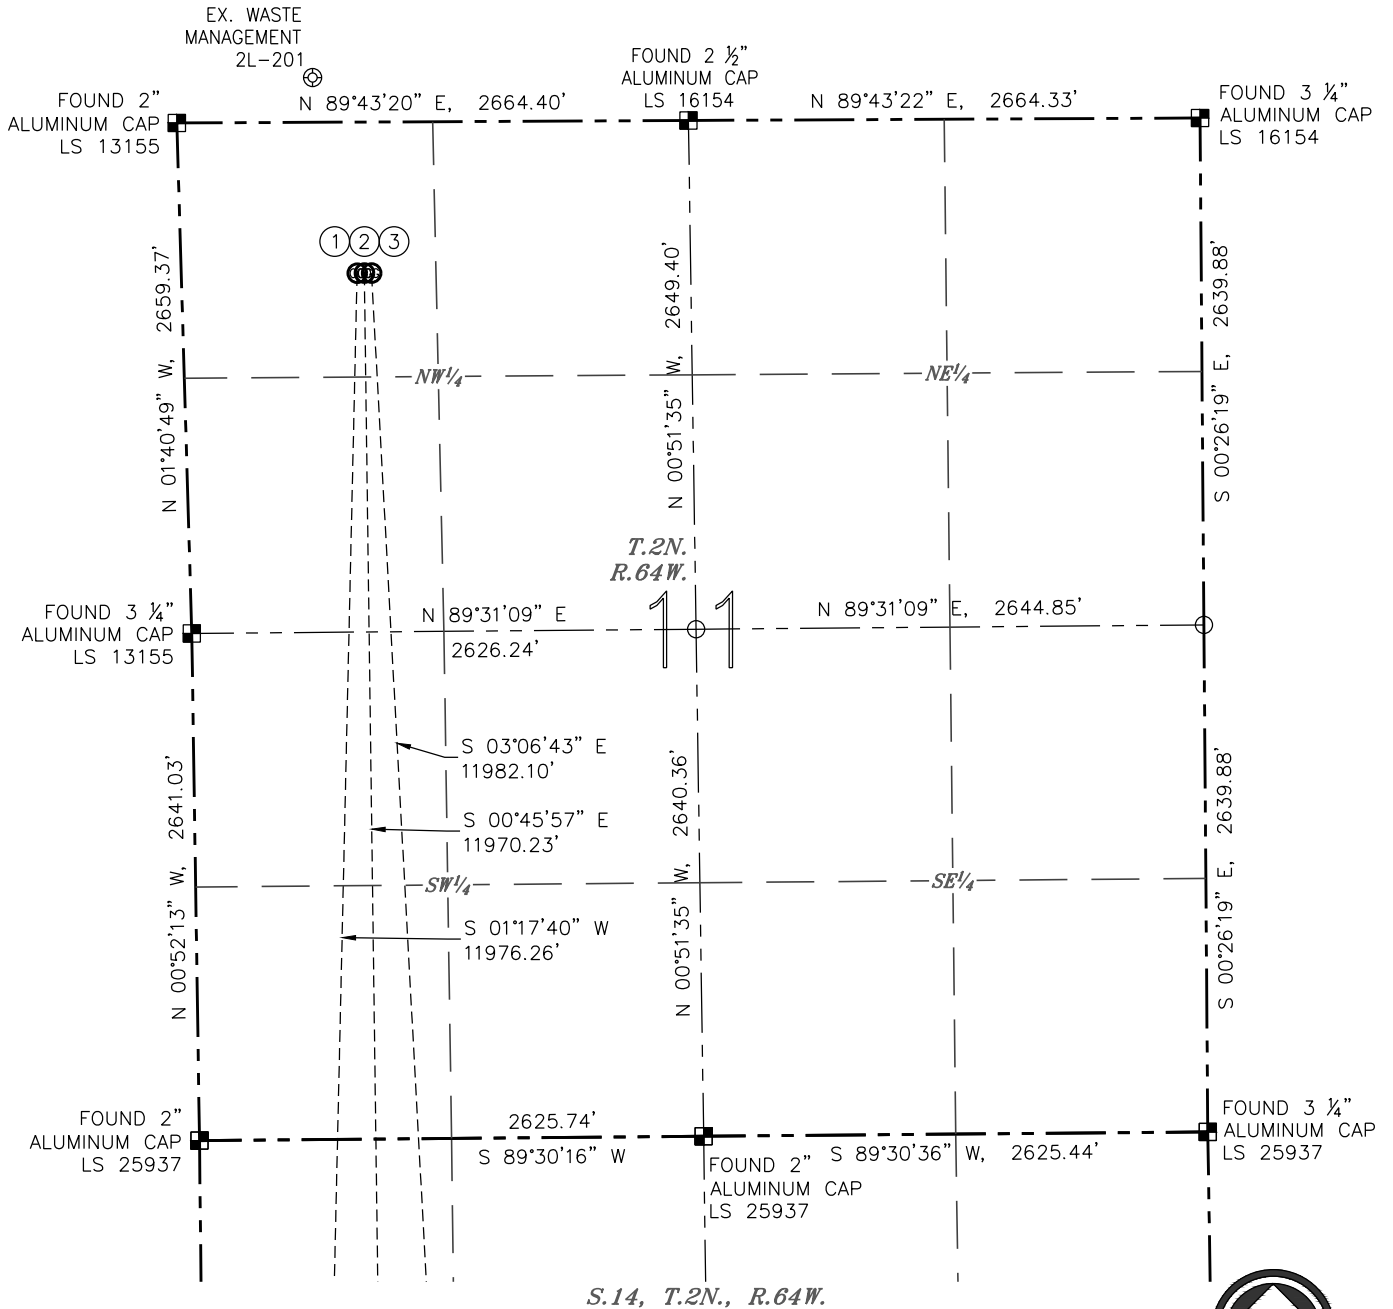 EX. WASTE
MANAGEMENT
2L-201
FOUND 2"
ALUMINUM CAP
LS 13155
N 89°43'20" E, 2664.40'
FOUND 2 ½"
ALUMINUM CAP
LS 16154
N 89°43'22" E, 2664.33'
FOUND 3 ¼"
ALUMINUM CAP
LS 16154
1 2 3
N 01°40'49" W, 2659.37'
N 00°51'35" W, 2649.40'
S 00°26'19" E, 2639.88'
NW¼
NE¼
T.2N.
R.64W.
11
FOUND 3 ¼"
ALUMINUM CAP
LS 13155
N 89°31'09" E
2626.24'
N 89°31'09" E, 2644.85'
S 03°06'43" E
11982.10'
S 00°45'57" E
11970.23'
S 01°17'40" W
11976.26'
N 00°52'13" W, 2641.03'
N 00°51'35" W, 2640.36'
S 00°26'19" E, 2639.88'
SW¼
SE¼
FOUND 2"
ALUMINUM CAP
LS 25937
2625.74'
S 89°30'16" W
FOUND 2"
ALUMINUM CAP
LS 25937
S 89°30'36" W, 2625.44'
FOUND 3 ¼"
ALUMINUM CAP
LS 25937
S.14, T.2N., R.64W.